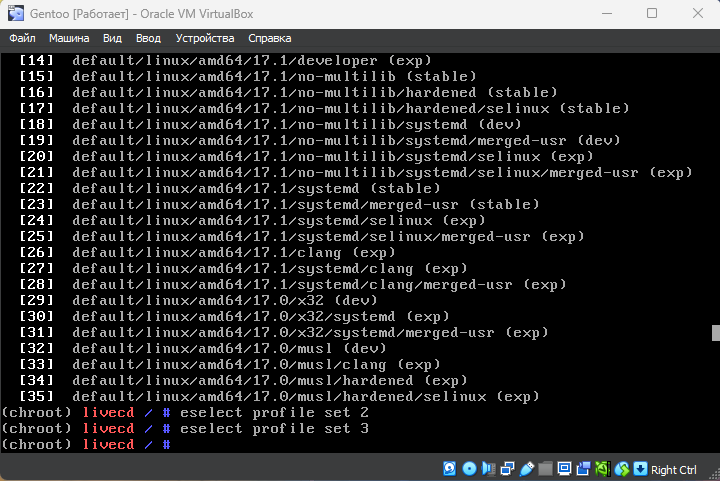 Gentoo [Работает] - Oracle VM VirtualBox
Файл Машина Вид Ввод Устройства Справка
[14] default/linux/amd64/17.1/developer (exp)
[15] default/linux/amd64/17.1/no-multilib (stable)
[16] default/linux/amd64/17.1/no-multilib/hardened (stable)
[17] default/linux/amd64/17.1/no-multilib/hardened/selinux (stable)
[18] default/linux/amd64/17.1/no-multilib/systemd (dev)
[19] default/linux/amd64/17.1/no-multilib/systemd/merged-usr (dev)
[20] default/linux/amd64/17.1/no-multilib/systemd/selinux (exp)
[21] default/linux/amd64/17.1/no-multilib/systemd/selinux/merged-usr (exp)
[22] default/linux/amd64/17.1/systemd (stable)
[23] default/linux/amd64/17.1/systemd/merged-usr (stable)
[24] default/linux/amd64/17.1/systemd/selinux (exp)
[25] default/linux/amd64/17.1/systemd/selinux/merged-usr (exp)
[26] default/linux/amd64/17.1/clang (exp)
[27] default/linux/amd64/17.1/systemd/clang (exp)
[28] default/linux/amd64/17.1/systemd/clang/merged-usr (exp)
[29] default/linux/amd64/17.0/x32 (dev)
[30] default/linux/amd64/17.0/x32/systemd (exp)
[31] default/linux/amd64/17.0/x32/systemd/merged-usr (exp)
[32] default/linux/amd64/17.0/musl (dev)
[33] default/linux/amd64/17.0/musl/clang (exp)
[34] default/linux/amd64/17.0/musl/hardened (exp)
[35] default/linux/amd64/17.0/musl/hardened/selinux (exp)
(chroot) livecd / # eselect profile set 2
(chroot) livecd / # eselect profile set 3
(chroot) livecd / #
Right Ctrl